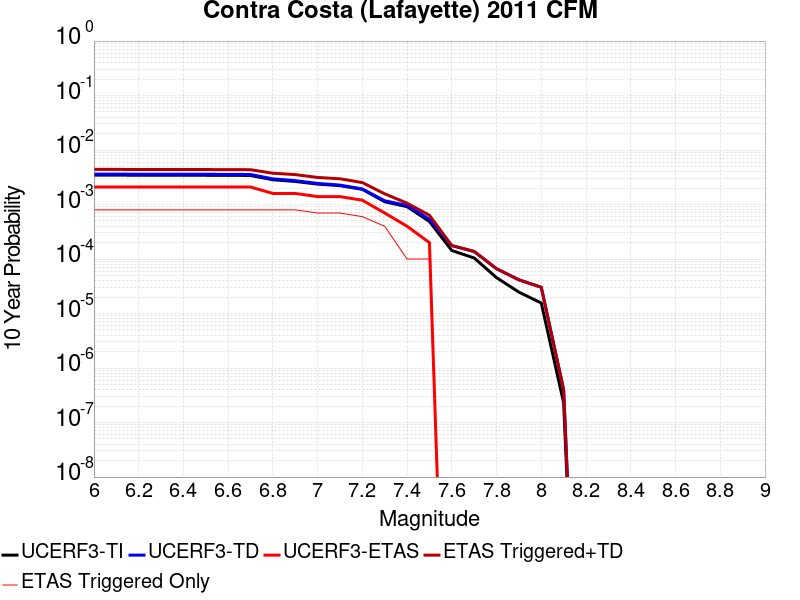 Contra Costa (Lafayette) 2011 CFM
10 0
10 -1
10 -2
10 -3
10 -4
10 -5
10 -6
10 -7
10 -8
10 Year Probability
6 6.2 6.4 6.6 6.8 7 7.2 7.4 7.6 7.8 8 8.2 8.4 8.6 8.8 9
Magnitude
UCERF3-TI UCERF3-TD UCERF3-ETAS ETAS Triggered+TD
ETAS Triggered Only